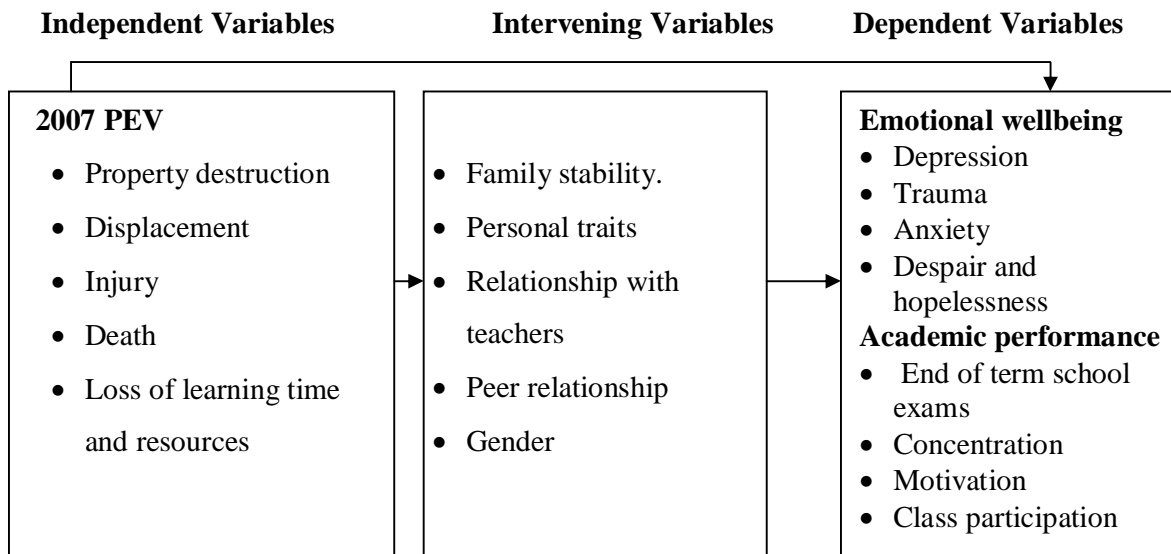 Independent Variables
Intervening Variables
Dependent Variables
2007 PEV
• Property destruction
• Displacement
• Injury
• Death
• Loss of learning time
and resources
• Family stability.
• Personal traits
• Relationship with
teachers
• Peer relationship
• Gender
Emotional wellbeing
• Depression
• Trauma
• Anxiety
• Despair and
hopelessness
Academic performance
• End of term school
exams
• Concentration
• Motivation
• Class participation